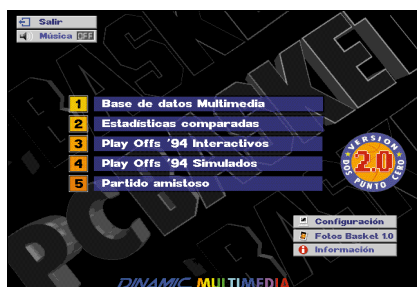 Salir
Música OFF
PC BASKET
1 Base de datos Multimedia
2 Estadísticas comparadas
3 Play Offs '94 Interactivos
4 Play Offs '94 Simulados
5 Partido amistoso
VERSION
2.0
DOS PUNTO CERO
Configuración
Fotos Basket 1.0
Información
DINAMIC MULTIMEDIA